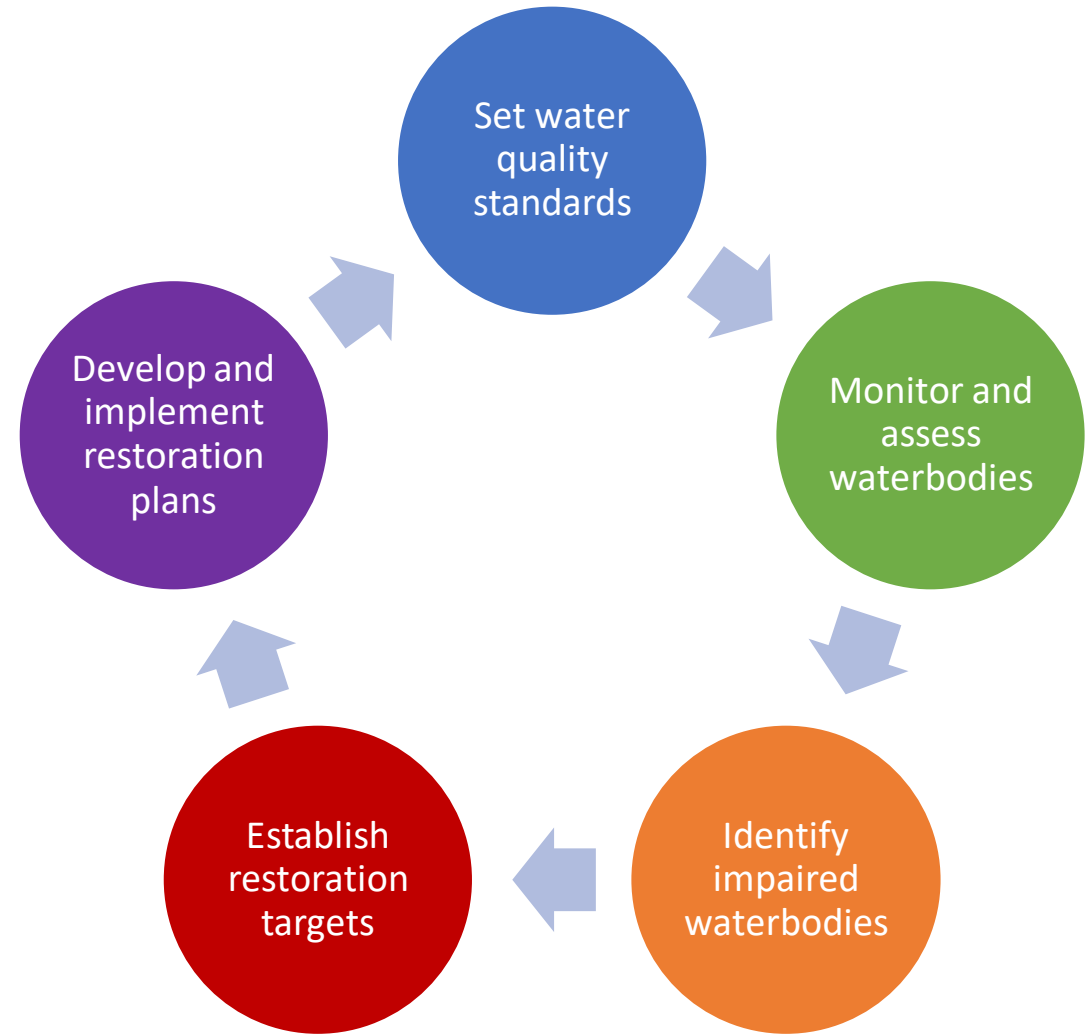 Set water
quality
standards
Monitor and
assess
waterbodies
Identify
impaired
waterbodies
Establish
restoration
targets
Develop and
implement
restoration
plans